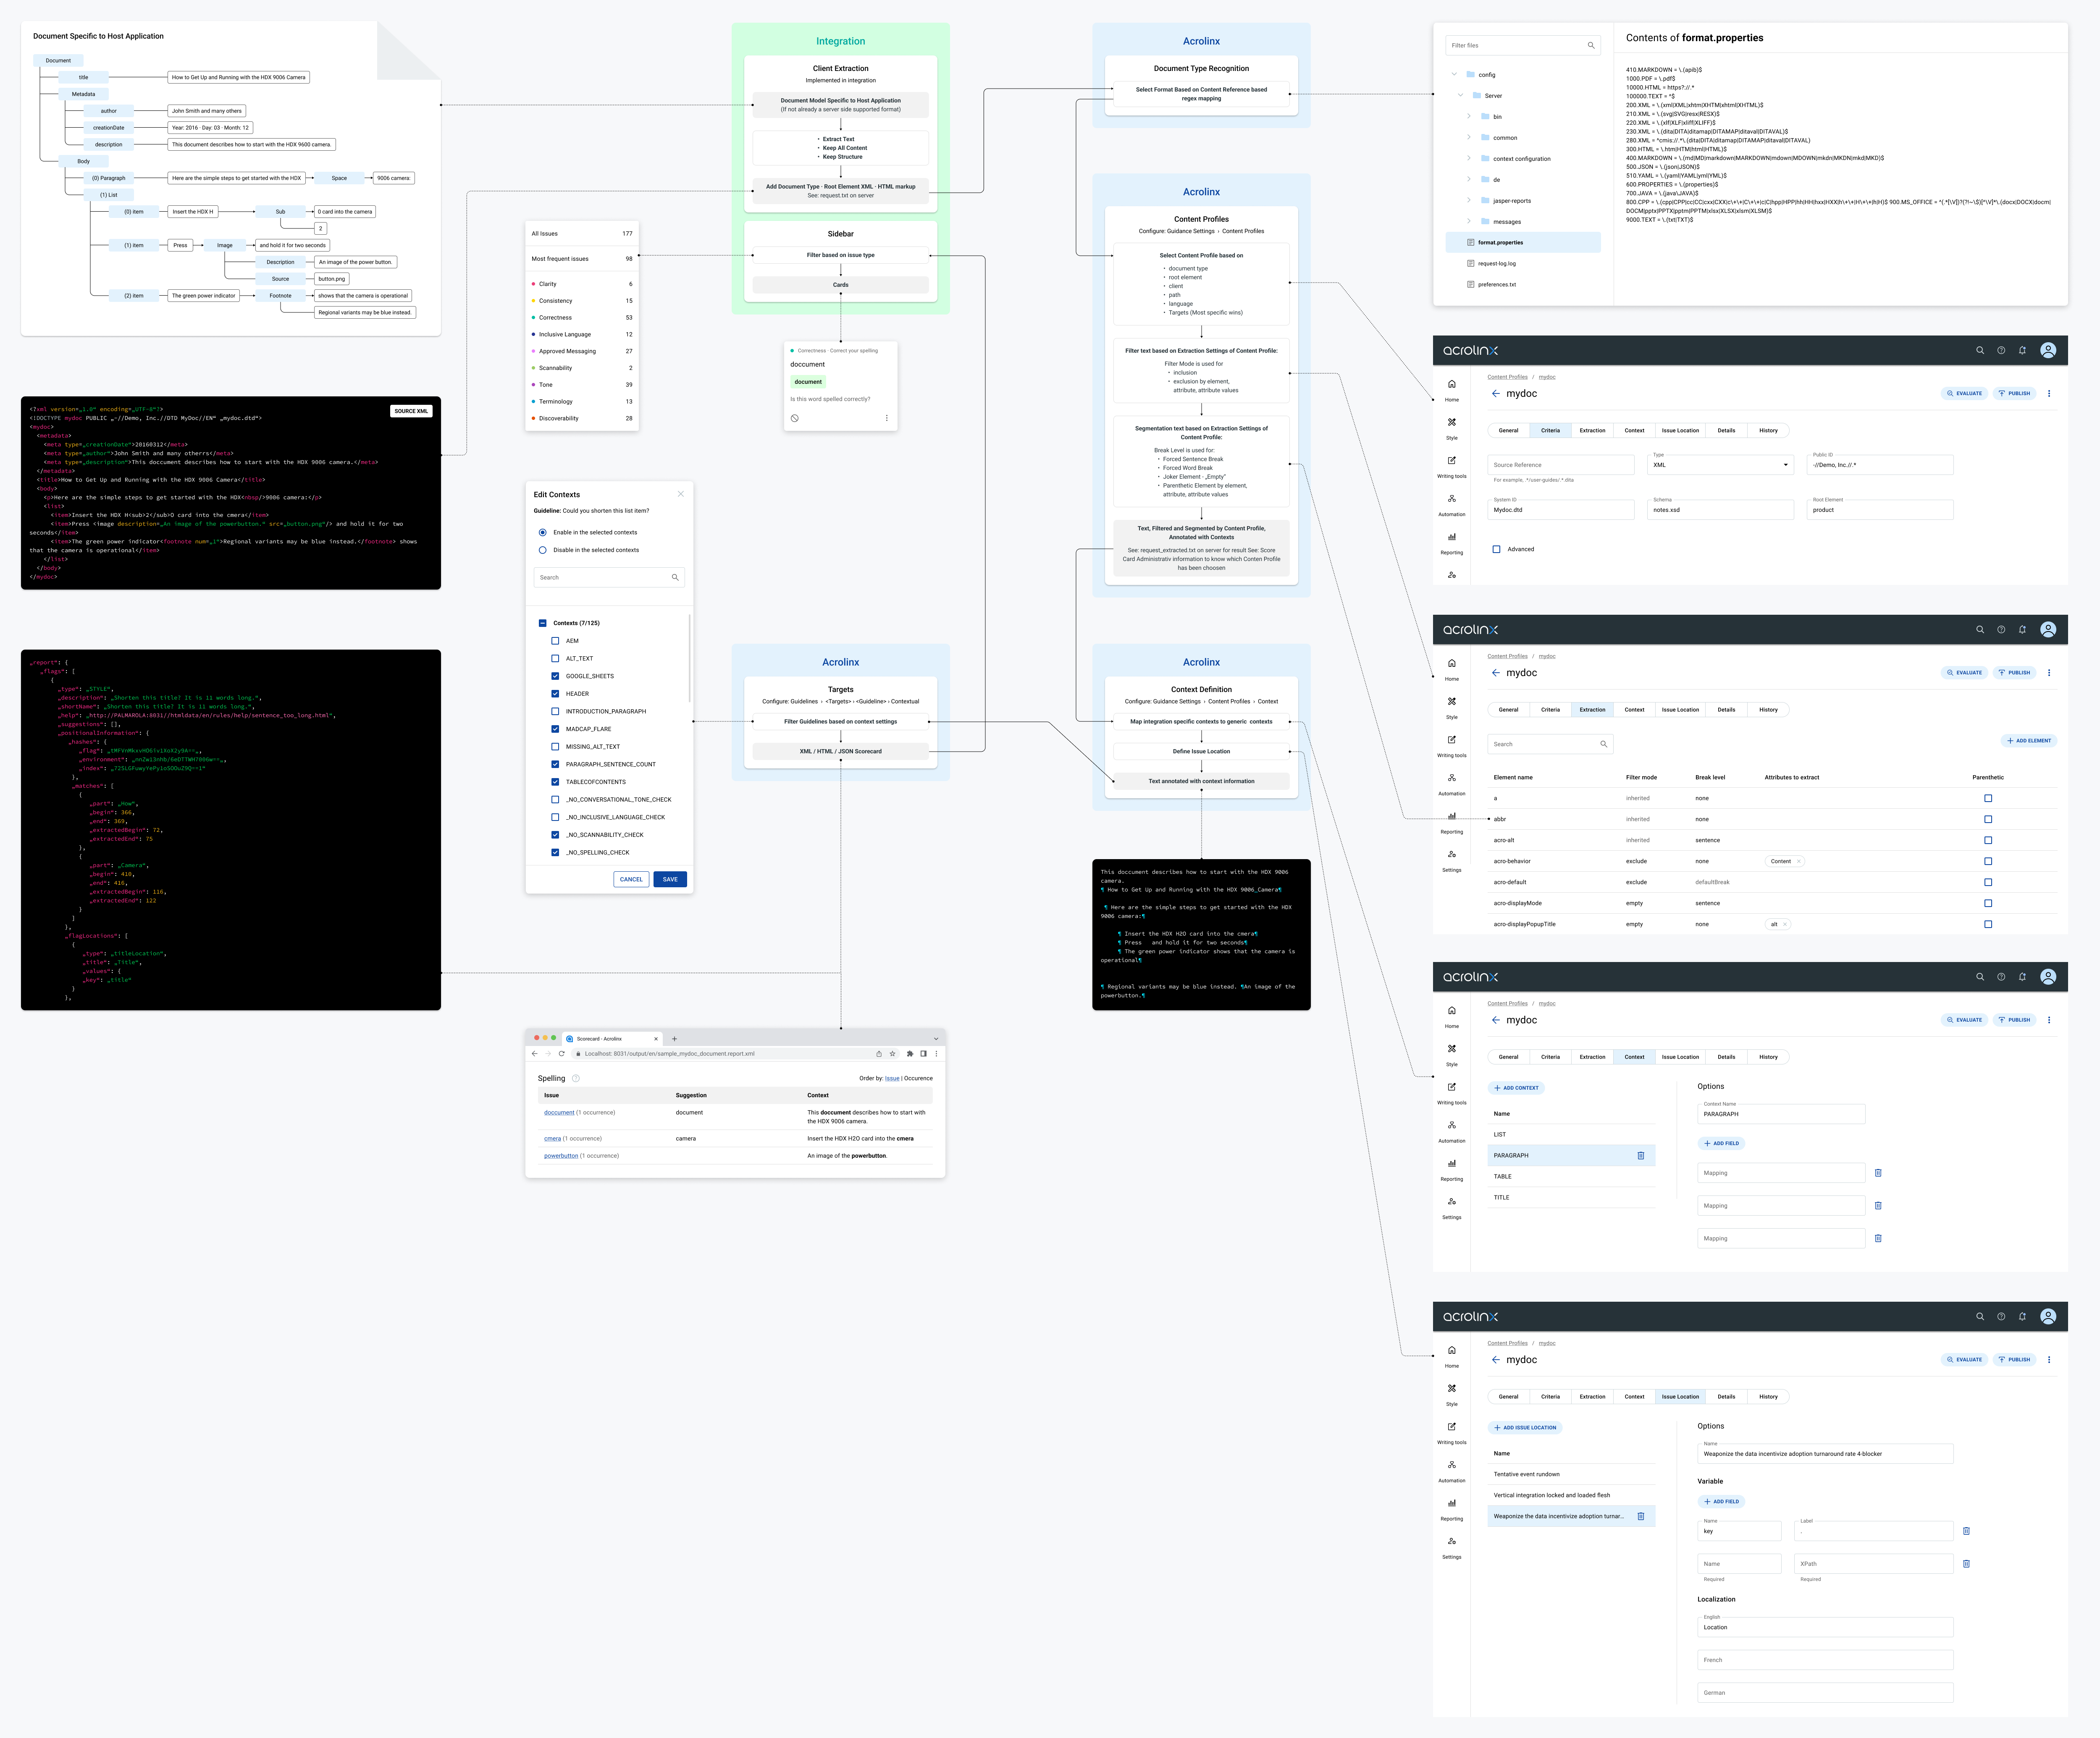 Document Specific to Host Application
Document
title
How to Get Up and Running with the HDX 9006 Camera
Metadata
author
John Smith and many others
creationDate
Year: 2016 - Day: 03 - Month: 12
description
This document describes how to start with the HDX 9600 camera.
Body
(0) Paragraph
Here are the simple steps to get started with the HDX
Space
9006 camera:
(1) List
(0) item
Insert the HDX H
Sub
0 card into the camera
2
(1) item
Press
Image
and hold it for two seconds
Description
An image of the power button.
Source
button.png
(2) item
The green power indicator
Footnote
shows that the camera is operational
Regional variants may be blue instead.
SOURCE XML
<?xml version=„1.0“ encoding=„UTF-8“?>
<!DOCTYPE mydoc PUBLIC „-//Demo, Inc.//DTD MyDoc//EN“ „mydoc.dtd“>
<mydoc>
<metadata>
<meta type=„creationDate“>20160312</meta>
<meta type=„author“>John Smith and many otherrs</meta>
<meta type=„description“>This doccument describes how to start with the HDX 9006 camera.</meta>
</metadata>
<title>How to Get Up and Running with the HDX 9006 Camera</title>
<body>
<p>Here are the simple steps to get started with the HDX<nbsp/>9006 camera:</p>
<list>
<item>Insert the HDX H<sub>2</sub>O card into the cmera</item>
<item>Press <image description=„An image of the powerbutton.“ src=„button.png“/> and hold it for two
seconds</item>
<item>The green power indicator<footnote num=„1“>Regional variants may be blue instead.</footnote> shows
that the camera is operational</item>
</list>
</body>
</mydoc>
„report“: {
„flags“: [
{
„type“: „STYLE“,
„description“: „Shorten this title? It is 11 words long.“,
„shortName“: „Shorten this title? It is 11 words long.“,
„help“: „http://PALMAROLA:8031//htmldata/en/rules/help/sentence_too_long.html“,
„suggestions“: [],
„positionalInformation“: {
„hashes“: {
},
„matches“: [
{
„part“: „How“,
„begin“: 366,
„end“: 369,
„extractedBegin“: 72,
„extractedEnd“: 75
},
{
„part“: „Camera“,
„begin“: 410,
„end“: 416,
„extractedBegin“: 116,
„extractedEnd“: 122
}
]
},
„flagLocations“: [
{
„type“: „titleLocation“,
„title“: „Title“,
„values“: {
„key“: „title“
}
},
All Issues 177
Most frequent issues 98
Clarity 6
Consistency 15
Correctness 53
Inclusive Language 12
Approved Messaging 27
Scannability 2
Tone 39
Terminology 13
Discoverability 28
Edit Contexts
Guideline: Could you shorten this list item?
Enable in the selected contexts
Disable in the selected contexts
Search
Contexts (7/125)
AEM
ALT_TEXT
GOOGLE_SHEETS
HEADER
INTRODUCTION_PARAGRAPH
MADCAP_FLARE
MISSING_ALT_TEXT
PARAGRAPH_SENTENCE_COUNT
TABLECOFCONTENTS
_NO_CONVERSATIONAL_TONE_CHECK
_NO_INCLUSIVE_LANGUAGE_CHECK
_NO_SCANNABILITY_CHECK
_NO_SPELLING_CHECK
CANCEL
SAVE
Integration
Client Extraction
Implemented in integration
Document Model Specific to Host Application
(If not already a server side supported format)
• Extract Text
• Keep All Content
• Keep Structure
Add Document Type - Root Element XML - HTML markup
See: request.txt on server
Sidebar
Filter based on issue type
Cards
Correctness - Correct your spelling
doccument
document
Is this word spelled correctly?
Acrolinx
Targets
Configure: Guidelines › <Targets> › <Guideline> › Contextual
Filter Guidelines based on context settings
XML / HTML / JSON Scorecard
Scorecard - Acrolinx
Localhost: 8031/output/en/sample_mydoc_document.report.xml
Spelling
Order by: Issue | Occurence
Issue Suggestion Context
doccument (1 occurrence) document This doccument describes how to start with
the HDX 9006 camera.
cmera (1 occurrence) camera Insert the HDX H2O card into the cmera
powerbutton (1 occurrence) An image of the powerbutton.
Acrolinx
Document Type Recognition
Select Format Based on Content Reference based
regex mapping
Acrolinx
Content Profiles
Configure: Guidance Settings › Content Profiles
Select Content Profile based on
• document type
• root element
• client
• path
• language
• Targets (Most specific wins)
Filter text based on Extraction Settings of Content Profile:
Filter Mode is used for
• inclusion
• exclusion by element,
attribute, attribute values
Segmentation text based on Extraction Settings of
Content Profile:
Break Level is used for:
• Forced Sentence Break
• Forced Word Break
• Joker Element - „Empty“
• Parenthetic Element by element,
attribute, attribute values
Text, Filtered and Segmented by Content Profile,
Annotated with Contexts
See: request_extracted.txt on server for result See: Score
Card Administrativ information to know which Conten Profile
has been choosen
Acrolinx
Context Definition
Configure: Guidance Settings › Content Profiles › Context
Map integration specific contexts to generic contexts
Define Issue Location
Text annotated with context information
This doccument describes how to start with the HDX 9006
camera.
¶ How to Get Up and Running with the HDX 9006_Camera¶
¶ Here are the simple steps to get started with the HDX
9006 camera:¶
¶ Insert the HDX H2O card into the cmera¶
¶ Press and hold it for two seconds¶
¶ The green power indicator shows that the camera is
operational¶
¶ Regional variants may be blue instead. ¶An image of the
powerbutton.¶
Filter files
config
Server
bin
common
context configuration
de
jasper-reports
messages
format.properties
request-log.log
preferences.txt
Contents of format.properties
410.MARKDOWN = \.(apib)$
1000.PDF = \.pdf$
10000.HTML = https?://.*
100000.TEXT = ^$
200.XML = \.(xml|XML|xhtm|XHTM|xhtml|XHTML)$
210.XML = \.(svg|SVG|resx|RESX)$
220.XML = \.(xlf|XLF|xliff|XLIFF)$
230.XML = \.(dita|DITA|ditamap|DITAMAP|ditaval|DITAVAL)$
280.XML = ^cmis://.*\.(dita|DITA|ditamap|DITAMAP|ditaval|DITAVAL)
300.HTML = \.(htm|HTM|html|HTML)$
400.MARKDOWN = \.(md|MD|markdown|MARKDOWN|mdown|MDOWN|mkdn|MKDN|mkd|MKD)$
500.JSON = \.(json|JSON)$
510.YAML = \.(yaml|YAML|yml|YML)$
600.PROPERTIES = \.(properties)$
700.JAVA = \.(java|JAVA)$
9000.TEXT = \.(txt|TXT)$
acrolinx
Content Profiles / mydoc
mydoc
EVALUATE
PUBLISH
General Criteria Extraction Context Issue Location Details History
Home
Style
Writing tools
Automation
Reporting
Source Reference
For example, .*/user-guides/.*.dita
Type
XML
Public ID
-//Demo, Inc.//.*
System ID
Mydoc.dtd
Schema
notes.xsd
Root Element
product
Advanced
acrolinx
Content Profiles / mydoc
mydoc
EVALUATE
PUBLISH
General Criteria Extraction Context Issue Location Details History
Home
Style
Writing tools
Automation
Reporting
Settings
Search
ADD ELEMENT
Element name Filter mode Break level Attributes to extract Parenthetic
a inherited none
abbr inherited none
acro-alt inherited sentence
acro-behavior exclude none Content
acro-default exclude defaultBreak
acro-displayMode empty sentence
acro-displayPopupTitle empty none alt
acrolinx
Content Profiles / mydoc
mydoc
EVALUATE
PUBLISH
General Criteria Extraction Context Issue Location Details History
Home
Style
Writing tools
Automation
Reporting
Settings
ADD CONTEXT
Name
LIST
PARAGRAPH
TABLE
TITLE
Options
Context Name
PARAGRAPH
ADD FIELD
Mapping
Mapping
Mapping
acrolinx
Content Profiles / mydoc
mydoc
EVALUATE
PUBLISH
General Criteria Extraction Context Issue Location Details History
Home
Style
Writing tools
Automation
Reporting
Settings
ADD ISSUE LOCATION
Name
Tentative event rundown
Vertical integration locked and loaded flesh
Weaponize the data incentivize adoption turnar...
Options
Name
Weaponize the data incentivize adoption turnaround rate 4-blocker
Variable
ADD FIELD
Name
key
Label
.
Name
Required
XPath
Required
Localization
English
Location
French
German